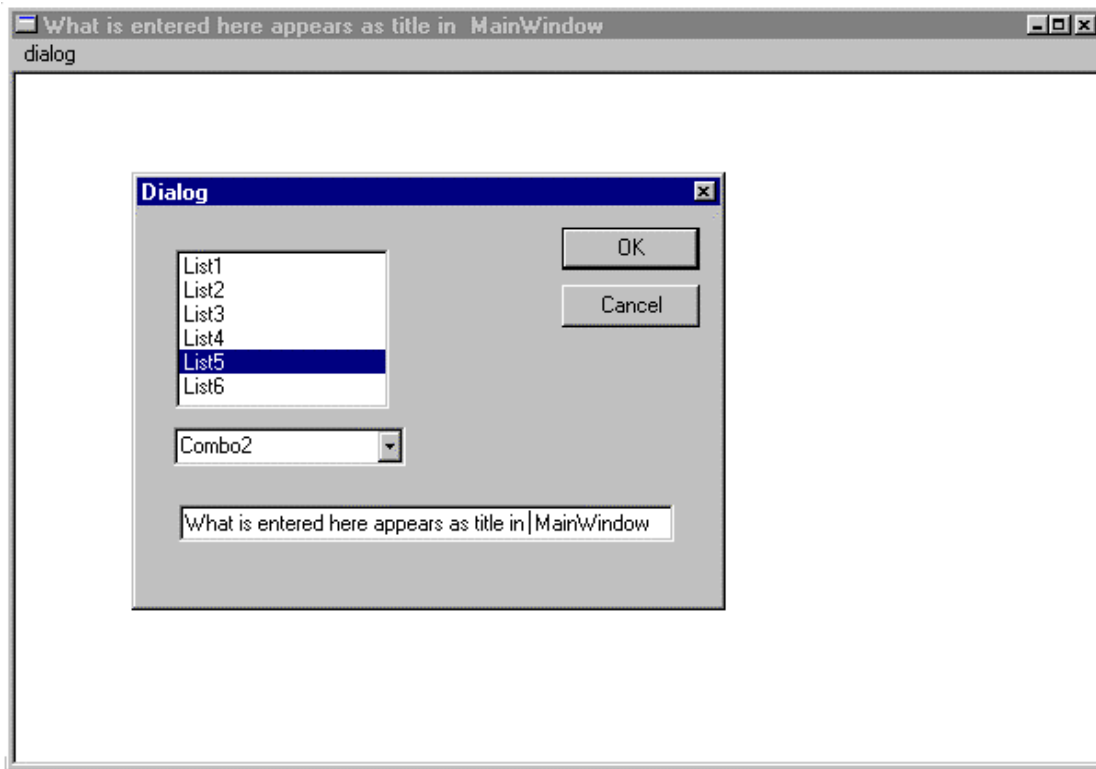 What is entered here appears as title in  MainWindow
dialog
Dialog
OK
Cancel
List1
List2
List3
List4
List5
List6
Combo2
What is entered here appears as title in  MainWindow